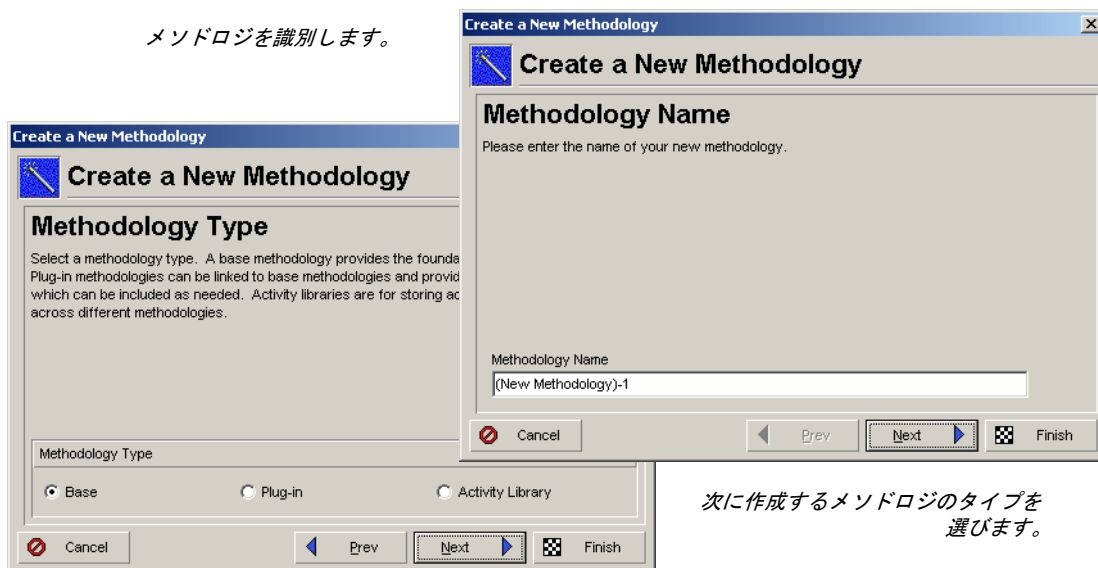 メソドロジを識別します。
Create a New Methodology
Create a New Methodology
Methodology Name
Please enter the name of your new methodology.
Methodology Name
(New Methodology)-1
Cancel
Prev
Next
Finish
Create a New Methodology
Create a New Methodology
Methodology Type
Select a methodology type. A base methodology provides the
Plug-in methodologies can be linked to base methodologies and
which can be included as needed. Activity libraries are for storing
across different methodologies.
Methodology Type
Base
Plug-in
Activity Library
Cancel
Prev
Next
Finish
次に作成するメソドロジのタイプを
選びます。